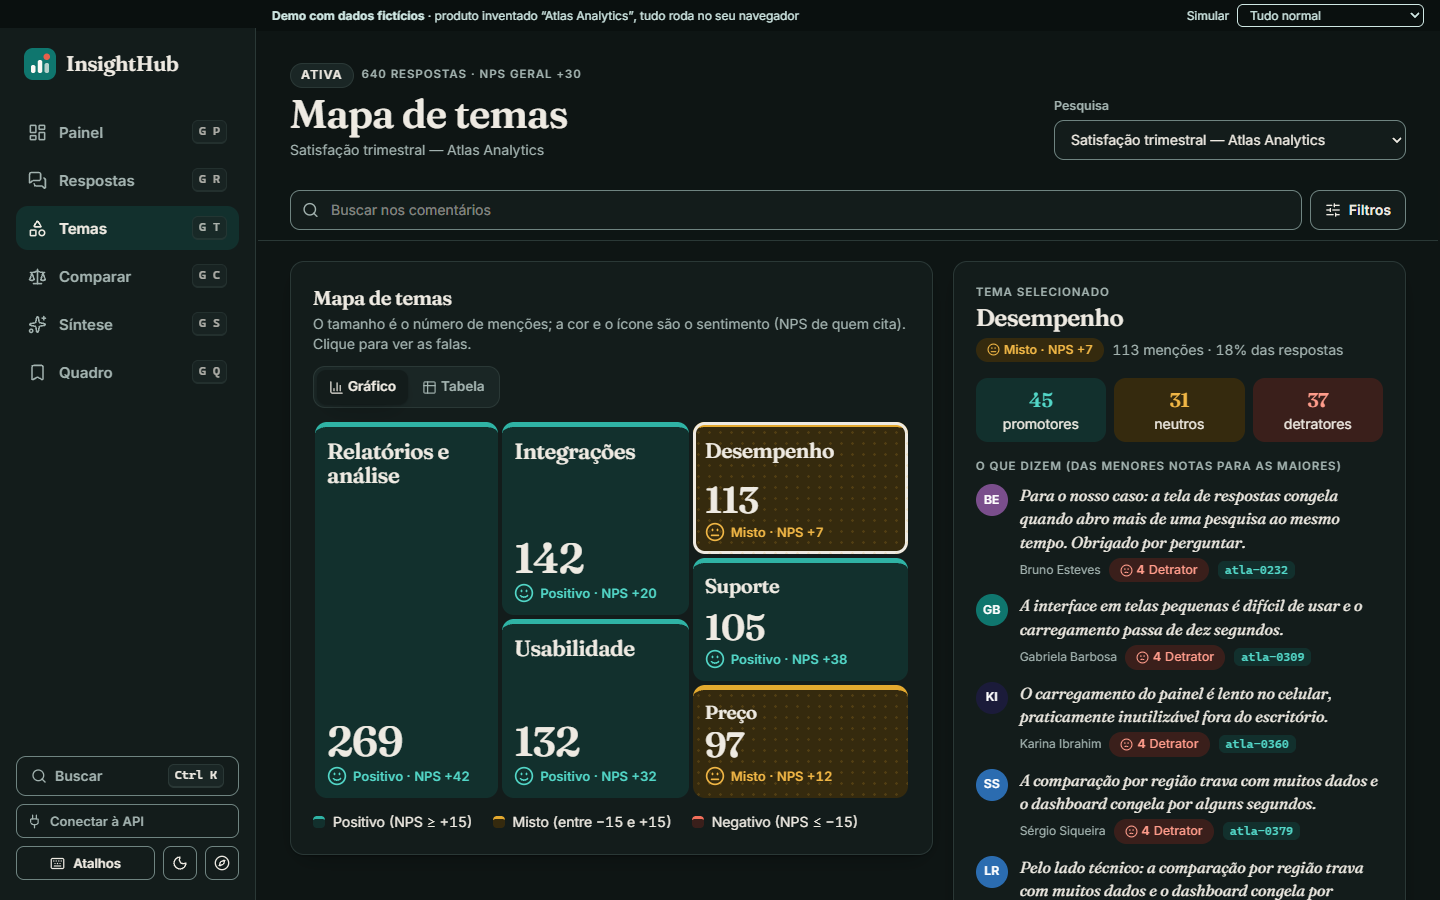 Demo com dados fictícios · produto inventado “Atlas Analytics”, tudo roda no seu navegador
Simular
Tudo normal
InsightHub
Painel G P
Respostas G R
Temas G T
Comparar G C
Síntese G S
Quadro G Q
Buscar Ctrl K
Conectar à API
Atalhos
ATIVA 640 RESPOSTAS · NPS GERAL +30
Mapa de temas
Satisfação trimestral — Atlas Analytics
Pesquisa
Satisfação trimestral — Atlas Analytics
Buscar nos comentários
Filtros
Mapa de temas
O tamanho é o número de menções; a cor e o ícone são o sentimento (NPS de quem cita).
Clique para ver as falas.
Gráfico
Tabela
Relatórios e
análise
269
Positivo · NPS +42
Integrações
142
Positivo · NPS +20
Usabilidade
132
Positivo · NPS +32
Desempenho
113
Misto · NPS +7
Suporte
105
Positivo · NPS +38
Preço
97
Misto · NPS +12
Positivo (NPS ≥ +15)
Misto (entre −15 e +15)
Negativo (NPS ≤ −15)
TEMA SELECIONADO
Desempenho
Misto · NPS +7 113 menções · 18% das respostas
45
promotores
31
neutros
37
detratores
O QUE DIZEM (DAS MENORES NOTAS PARA AS MAIORES)
BE
Para o nosso caso: a tela de respostas congela
quando abro mais de uma pesquisa ao mesmo
tempo. Obrigado por perguntar.
Bruno Esteves 4 Detrator atla-0232
GB
A interface em telas pequenas é difícil de usar e o
carregamento passa de dez segundos.
Gabriela Barbosa 4 Detrator atla-0309
KI
O carregamento do painel é lento no celular,
praticamente inutilizável fora do escritório.
Karina Ibrahim 4 Detrator atla-0360
SS
A comparação por região trava com muitos dados e
o dashboard congela por alguns segundos.
Sérgio Siqueira 4 Detrator atla-0379
LR
Pelo lado técnico: a comparação por região trava
com muitos dados e o dashboard congela por